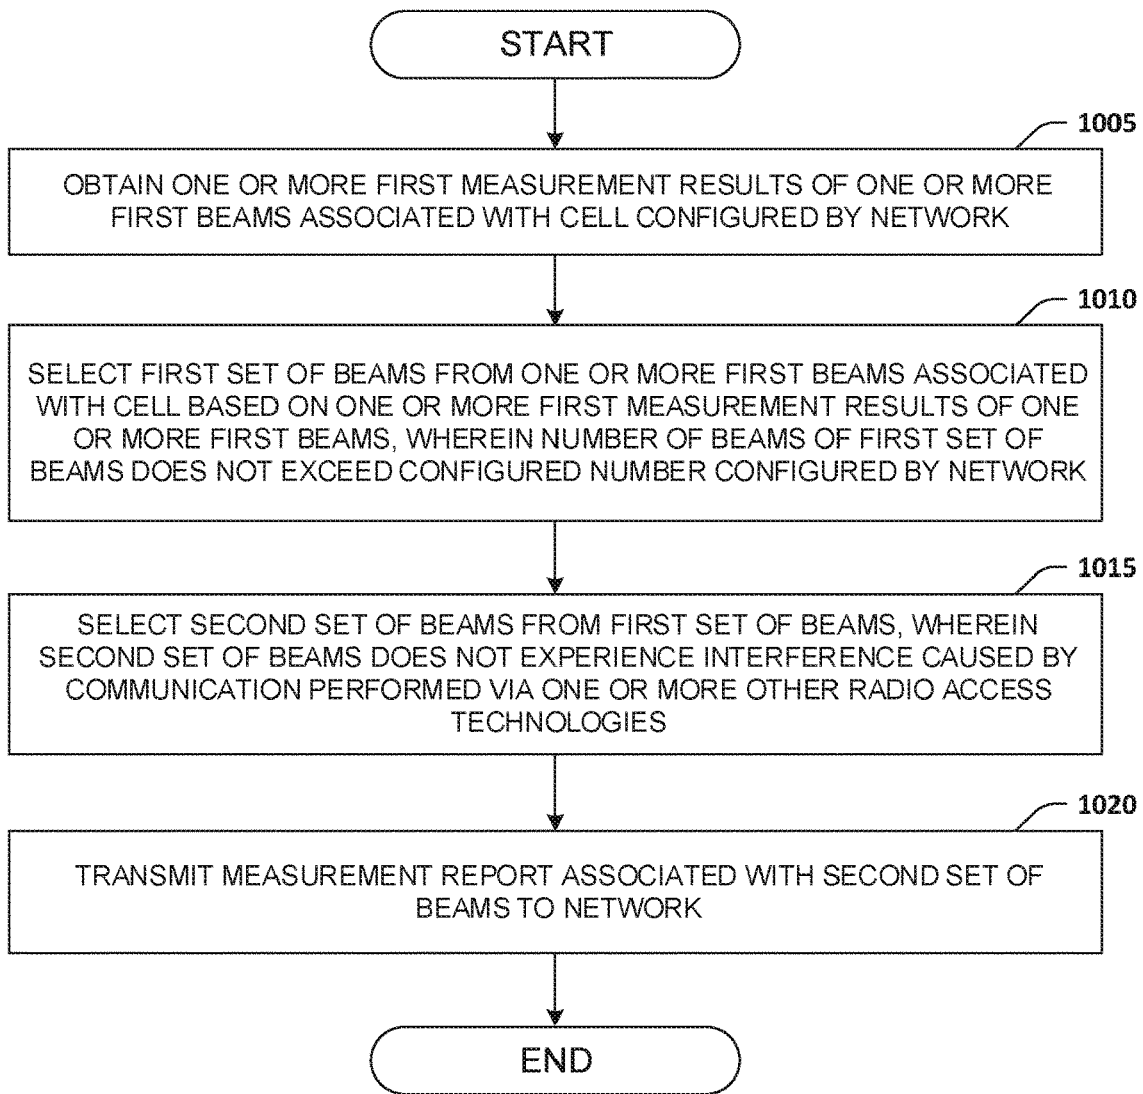 START
1005
OBTAIN ONE OR MORE FIRST MEASUREMENT RESULTS OF ONE OR MORE
FIRST BEAMS ASSOCIATED WITH CELL CONFIGURED BY NETWORK
1010
SELECT FIRST SET OF BEAMS FROM ONE OR MORE FIRST BEAMS ASSOCIATED
WITH CELL BASED ON ONE OR MORE FIRST MEASUREMENT RESULTS OF ONE
OR MORE FIRST BEAMS, WHEREIN NUMBER OF BEAMS OF FIRST SET OF
BEAMS DOES NOT EXCEED CONFIGURED NUMBER CONFIGURED BY NETWORK
1015
SELECT SECOND SET OF BEAMS FROM FIRST SET OF BEAMS, WHEREIN
SECOND SET OF BEAMS DOES NOT EXPERIENCE INTERFERENCE CAUSED BY
COMMUNICATION PERFORMED VIA ONE OR MORE OTHER RADIO ACCESS
TECHNOLOGIES
1020
TRANSMIT MEASUREMENT REPORT ASSOCIATED WITH SECOND SET OF
BEAMS TO NETWORK
END